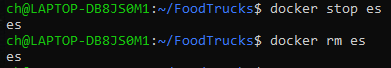 ch@LAPTOP-DB8JS0M1:~/FoodTrucks$ docker stop es
es
ch@LAPTOP-DB8JS0M1:~/FoodTrucks$ docker rm es
es